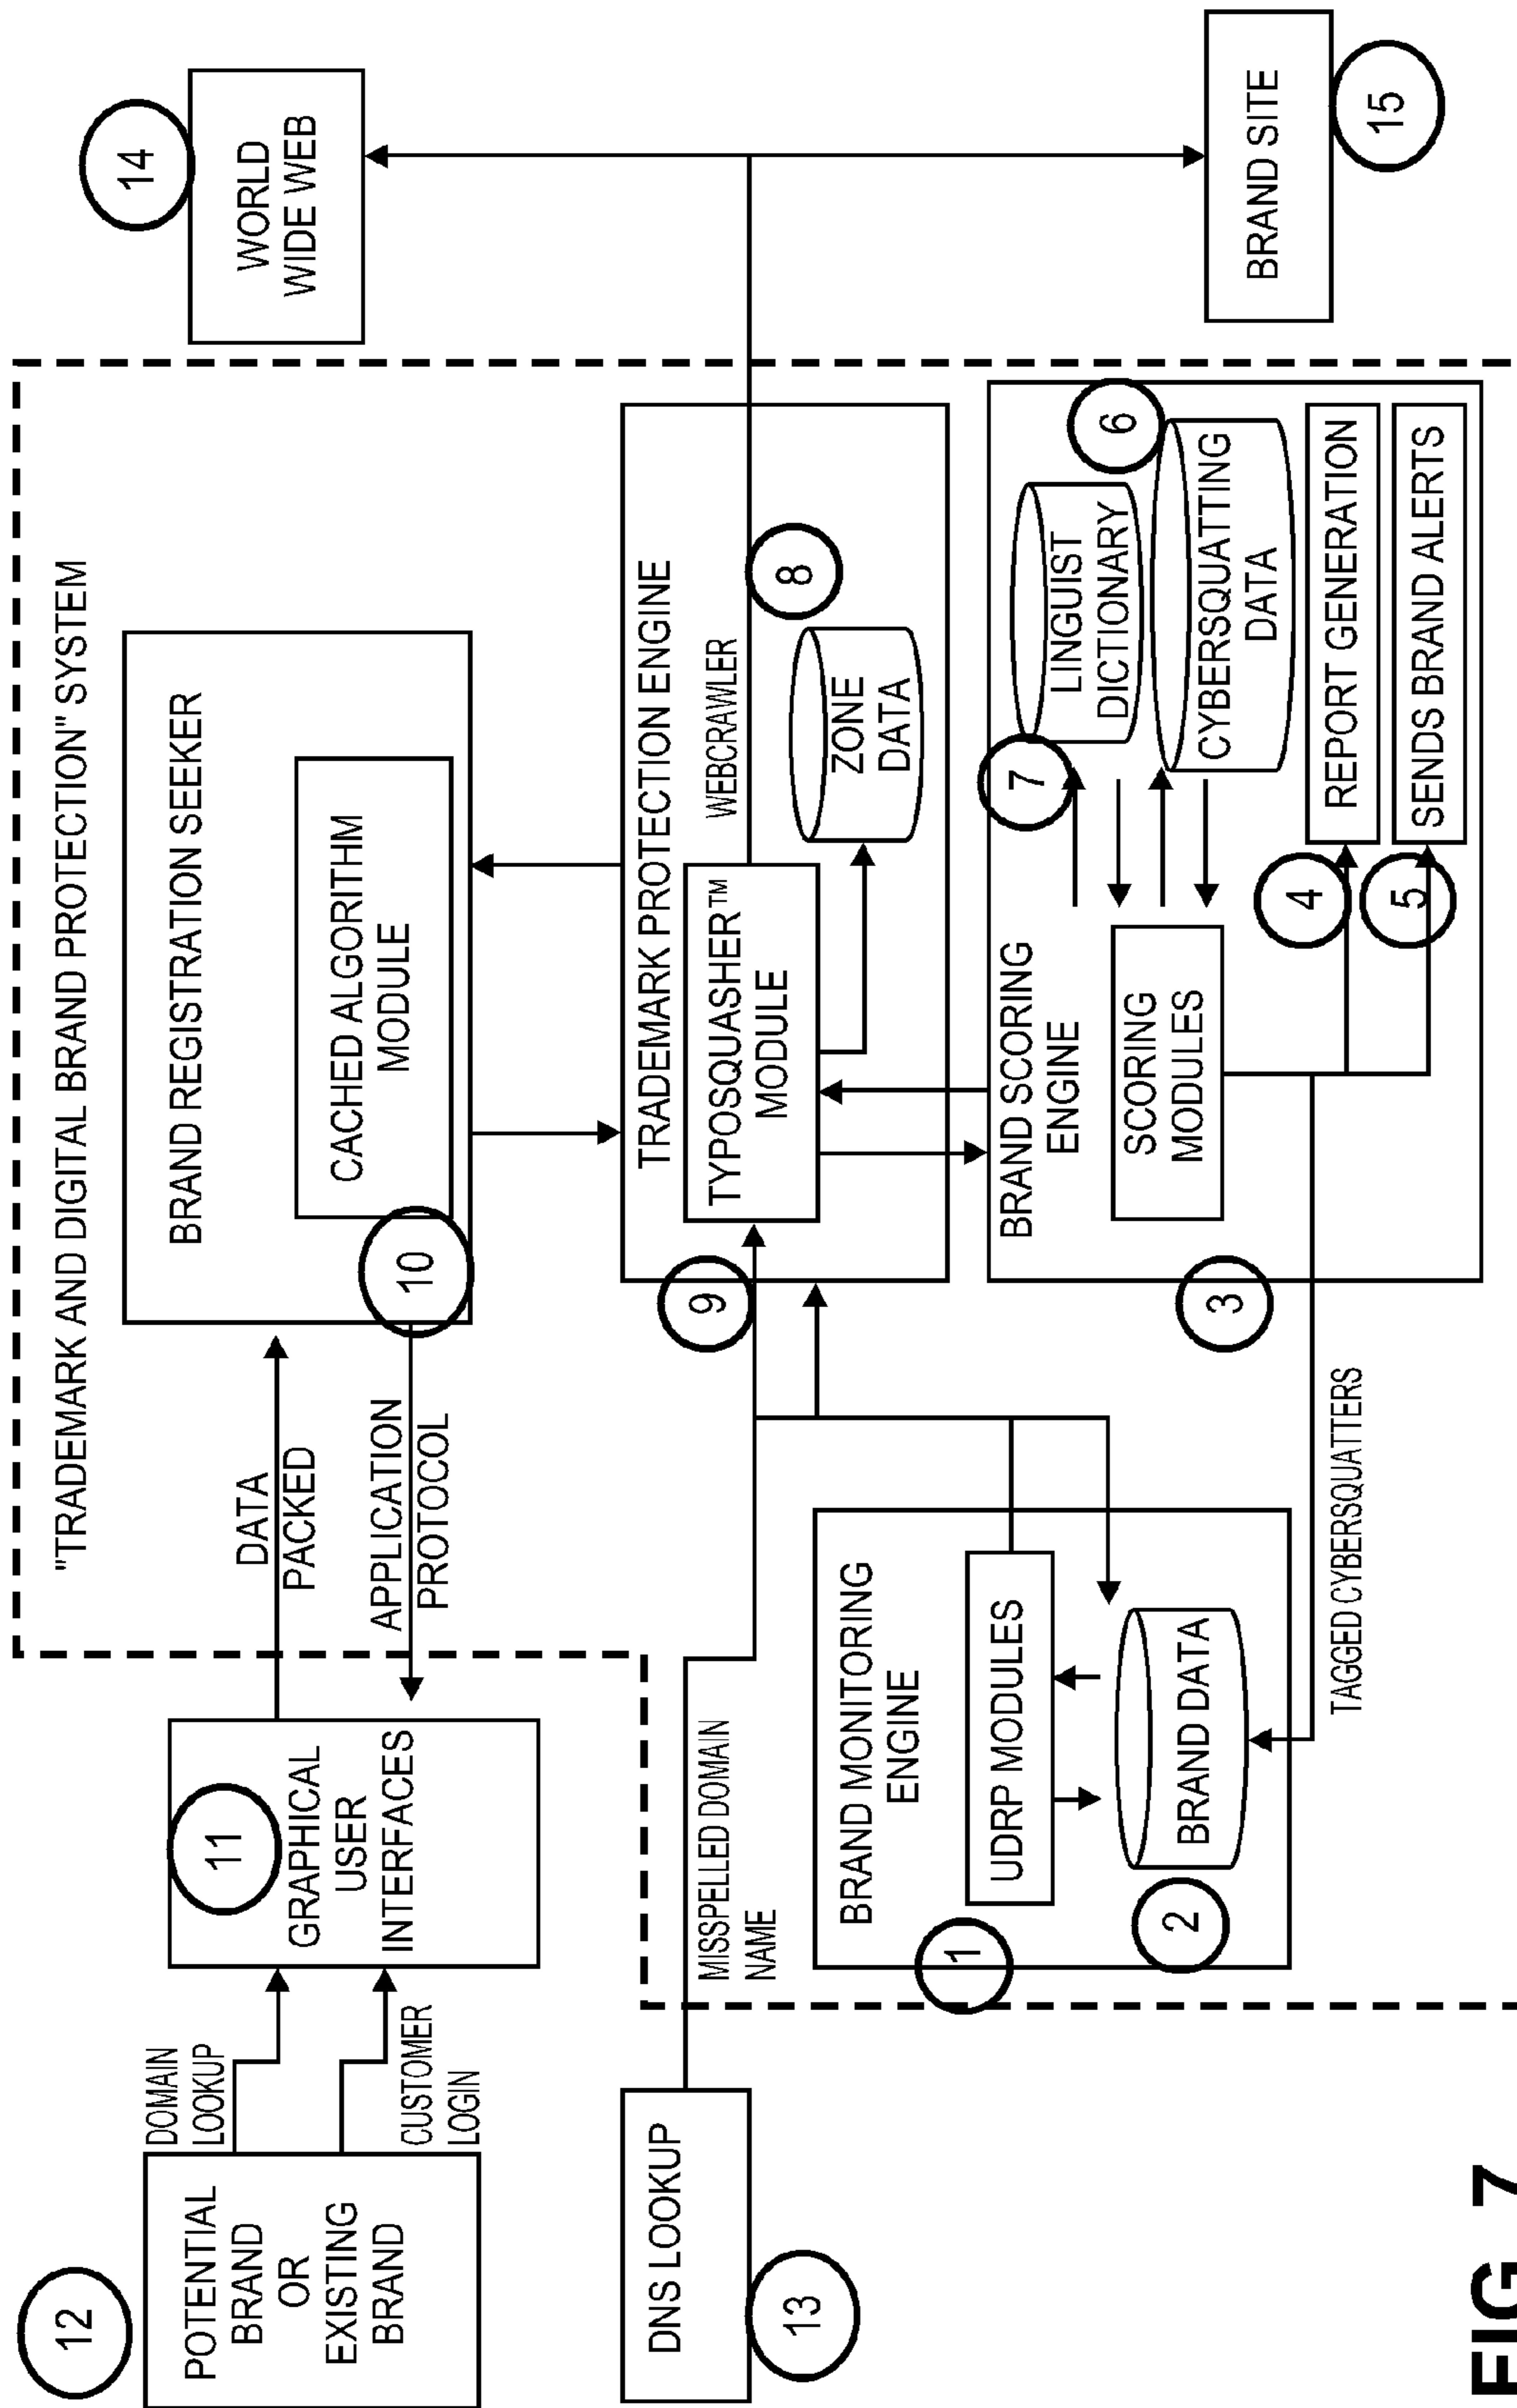 12
POTENTIAL
BRAND
OR
EXISTING
BRAND
DOMAIN
LOOKUP
CUSTOMER
LOGIN
11
GRAPHICAL
USER
INTERFACES
DATA
PACKED
APPLICATION
PROTOCOL
"TRADEMARK AND DIGITAL BRAND PROTECTION" SYSTEM
BRAND REGISTRATION SEEKER
CACHED ALGORITHM
MODULE
10
14
WORLD
WIDE WEB
DNS LOOKUP
13
MISSPELLED DOMAIN
NAME
9
TRADEMARK PROTECTION ENGINE
TYPOSQUASHER™
MODULE
WEBCRAWLER
8
ZONE
DATA
BRAND MONITORING
ENGINE
1
UDRP MODULES
2
BRAND DATA
TAGGED CYBERSQUATTERS
3
BRAND SCORING
ENGINE
SCORING
MODULES
7
LINGUIST
DICTIONARY
6
CYBERSQUATTING
DATA
4
REPORT GENERATION
5
SENDS BRAND ALERTS
BRAND SITE
15
FIG 7